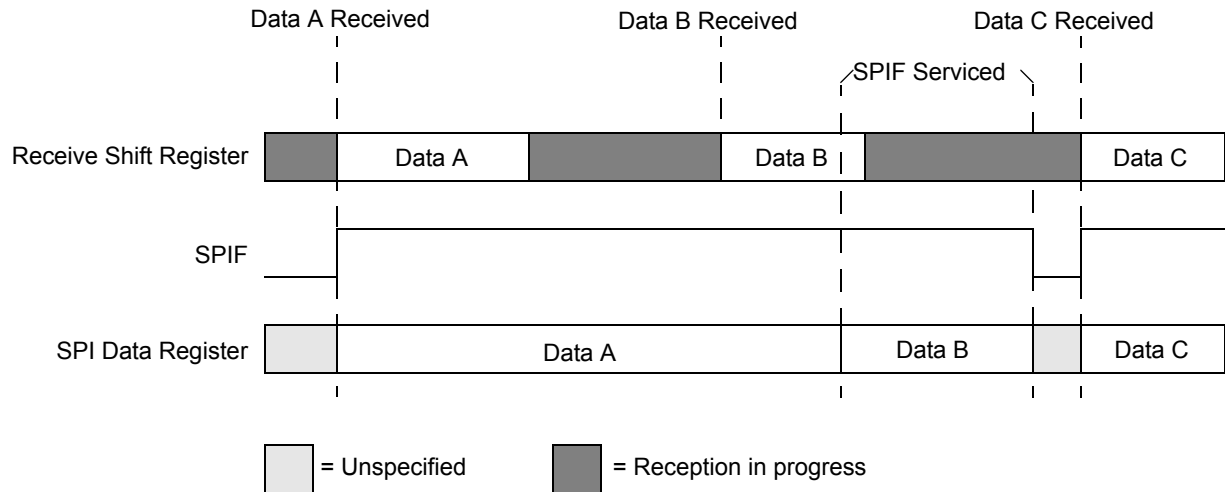 Data A Received
Data B Received
Data C Received
SPIF Serviced
Receive Shift Register
Data A
Data B
Data C
SPIF
SPI Data Register
Data A
Data B
Data C
= Unspecified
= Reception in progress